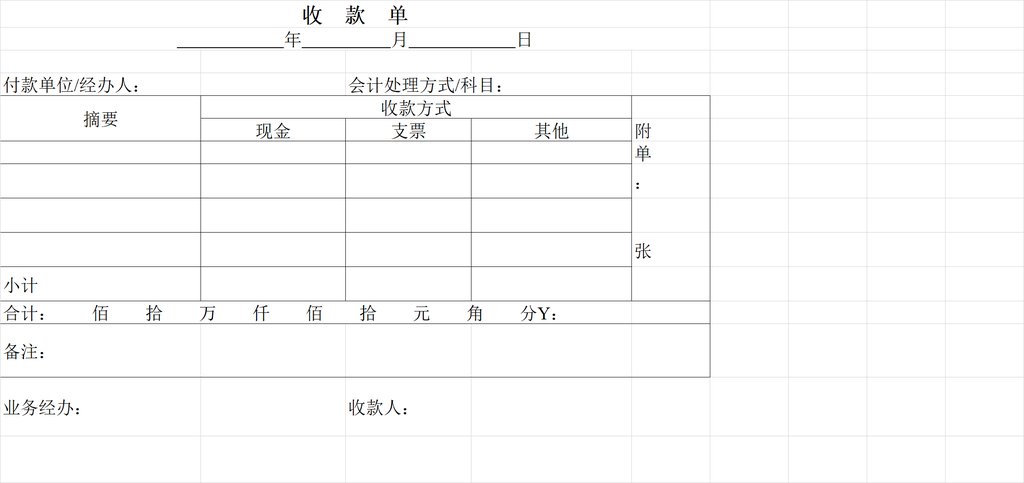 收 款 单
____________年__________月____________日
付款单位/经办人： 会计处理方式/科目：
摘要 收款方式
现金 支票 其他 附
单
：
张
小计
合计： 佰 拾 万 仟 佰 拾 元 角 分Y：
备注：
业务经办： 收款人：